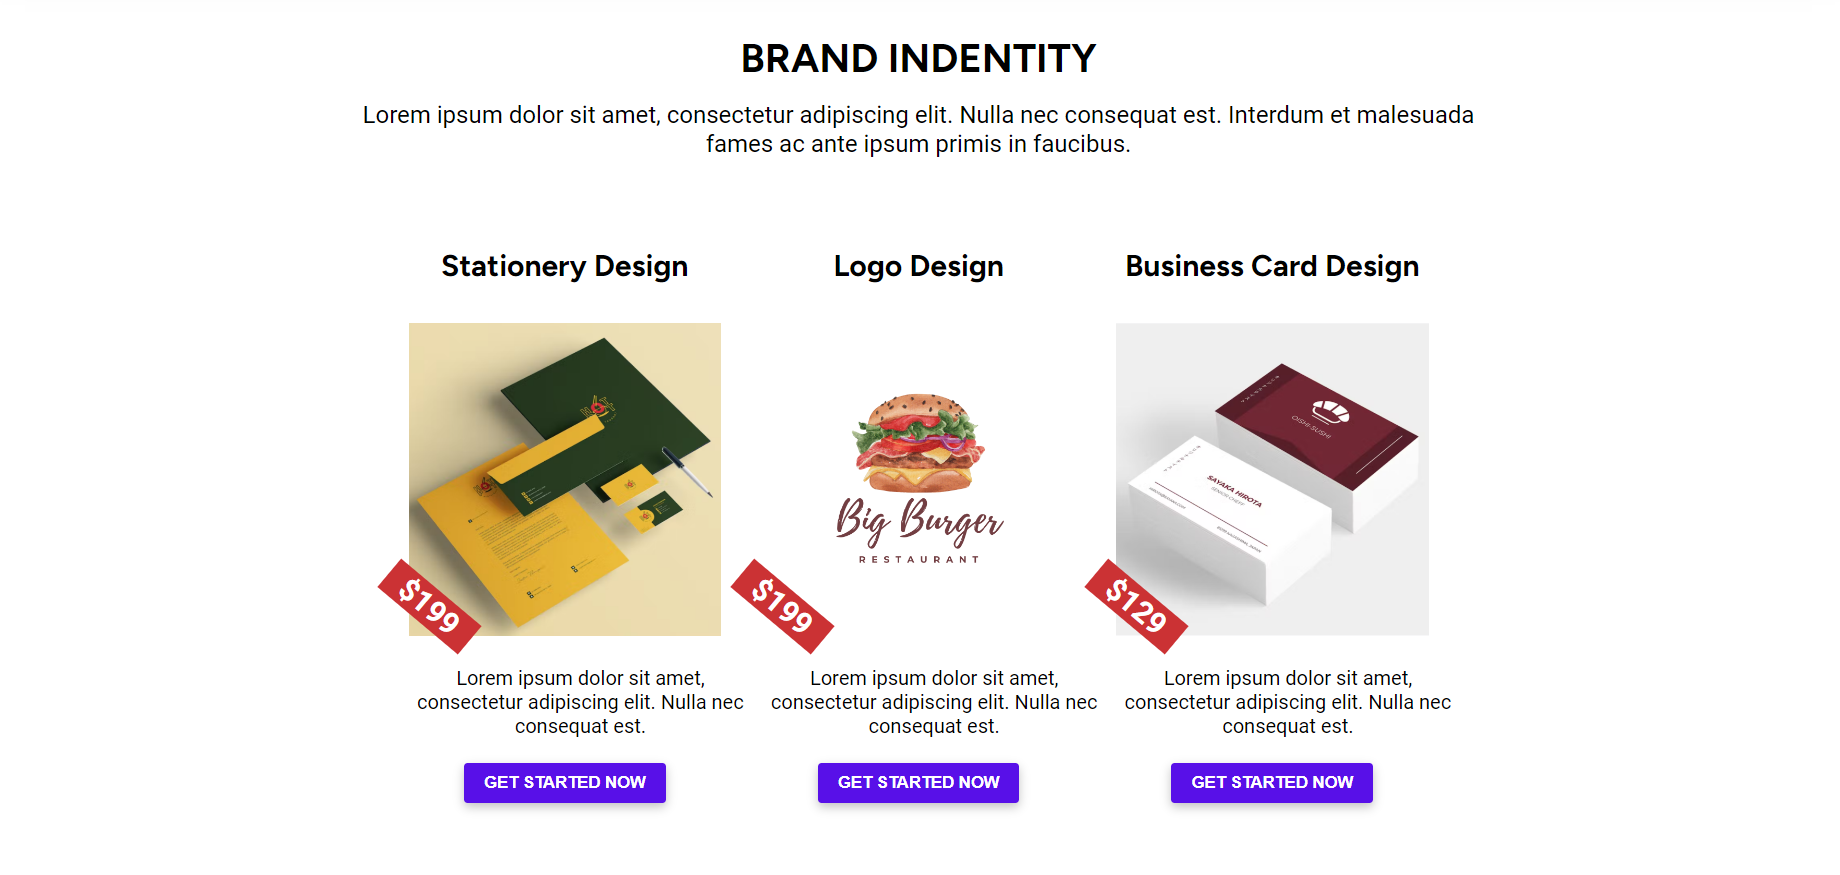 BRAND INDENTITY
Lorem ipsum dolor sit amet, consectetur adipiscing elit. Nulla nec consequat est. Interdum et malesuada
fames ac ante ipsum primis in faucibus.
Stationery Design
Logo Design
Business Card Design
OISHI SUSHI
SAYAKA HIROTA
SENIOR CHEFF
Big Burger
RESTAURANT
$199
$199
$129
Lorem ipsum dolor sit amet,
consectetur adipiscing elit. Nulla nec
consequat est.
Lorem ipsum dolor sit amet,
consectetur adipiscing elit. Nulla nec
consequat est.
Lorem ipsum dolor sit amet,
consectetur adipiscing elit. Nulla nec
consequat est.
GET STARTED NOW
GET STARTED NOW
GET STARTED NOW